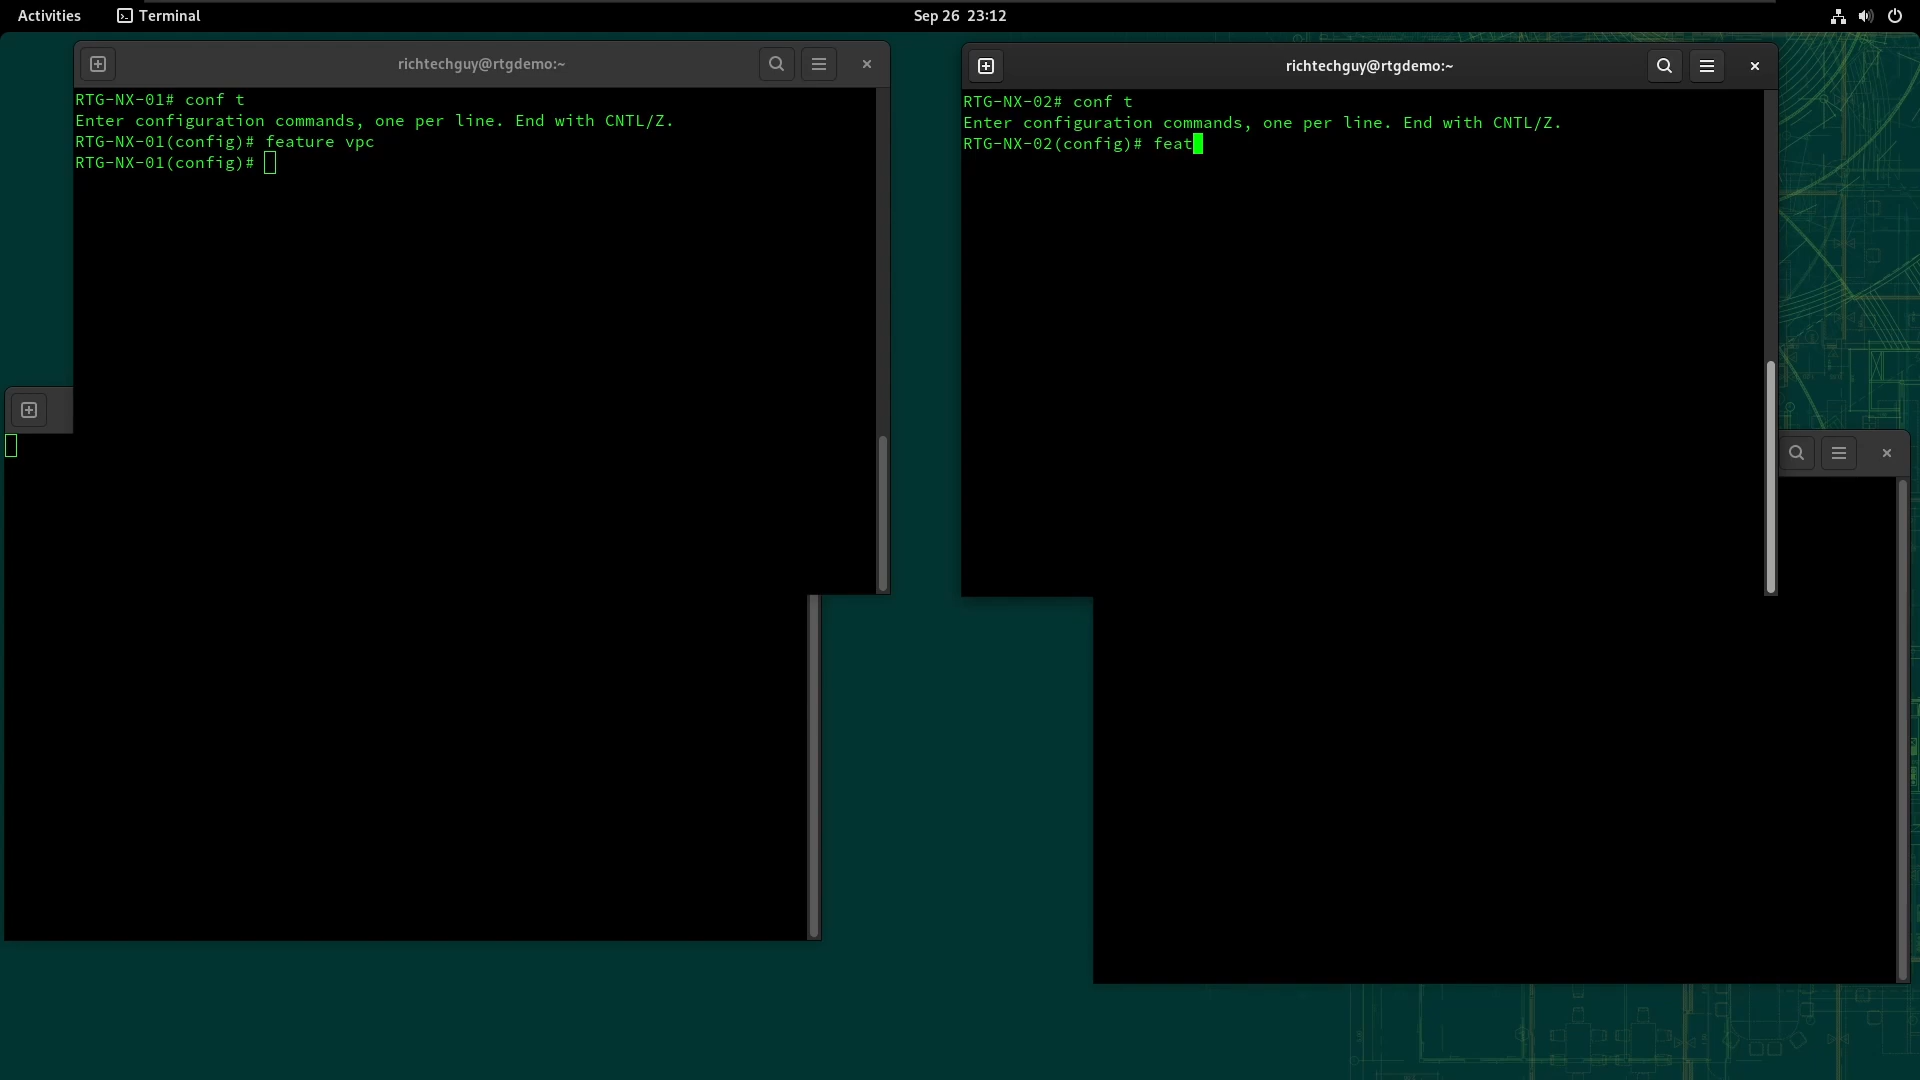 Activities
Terminal
Sep 26 23:12
richtechguy@rtgdemo:~
RTG-NX-01# conf t
Enter configuration commands, one per line. End with CNTL/Z.
RTG-NX-01(config)# feature vpc
RTG-NX-01(config)#
richtechguy@rtgdemo:~
RTG-NX-02# conf t
Enter configuration commands, one per line. End with CNTL/Z.
RTG-NX-02(config)# feat